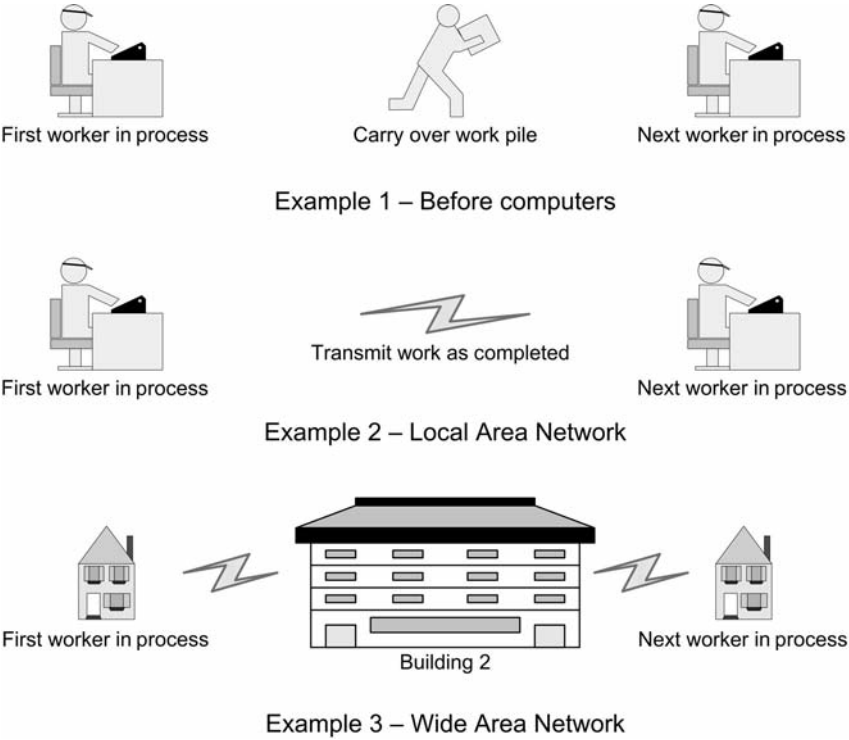 First worker in process
Carry over work pile
Next worker in process
Example 1 – Before computers
First worker in process
Transmit work as completed
Next worker in process
Example 2 – Local Area Network
First worker in process
Building 2
Next worker in process
Example 3 – Wide Area Network